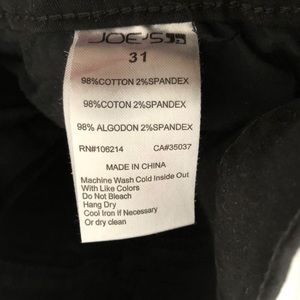 JOE'S
31
98%COTTON 2%SPANDEX
98%COTON 2%SPANDEX
98% ALGODON 2%SPANDEX
RN#106214 CA#35037
MADE IN CHINA
Machine Wash Cold Inside Out
With Like Colors
Do Not Bleach
Hang Dry
Cool Iron If Necessary
Or dry clean